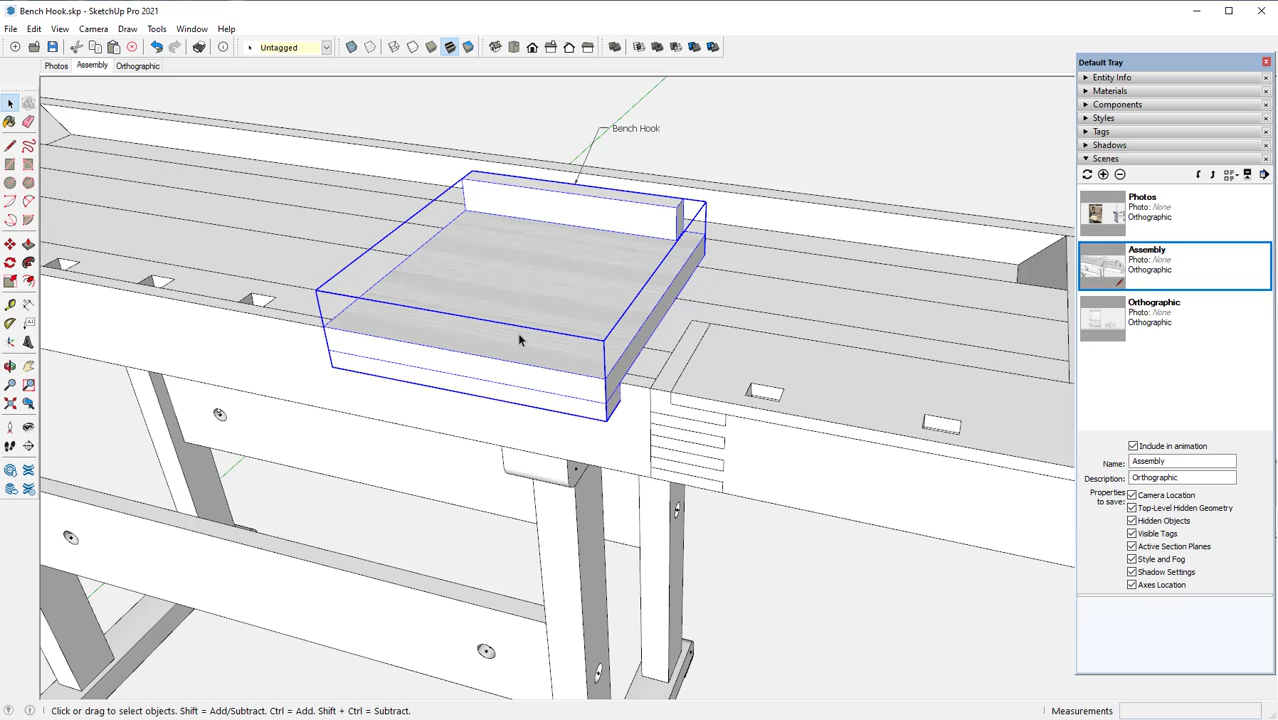 Bench Hook.skp - SketchUp Pro 2021
File Edit View Camera Draw Tools Window Help
Untagged
Photos Assembly Orthographic
Default Tray
Entity Info
Materials
Components
Styles
Tags
Shadows
Scenes
Photos
Photo: None
Orthographic
Assembly
Photo: None
Orthographic
Orthographic
Photo: None
Orthographic
Include in animation
Name: Assembly
Description: Orthographic
Properties to save:
Camera Location
Top-Level Hidden Geometry
Hidden Objects
Visible Tags
Active Section Planes
Style and Fog
Shadow Settings
Axes Location
Bench Hook
Click or drag to select objects. Shift = Add/Subtract. Ctrl = Add. Shift + Ctrl = Subtract.
Measurements